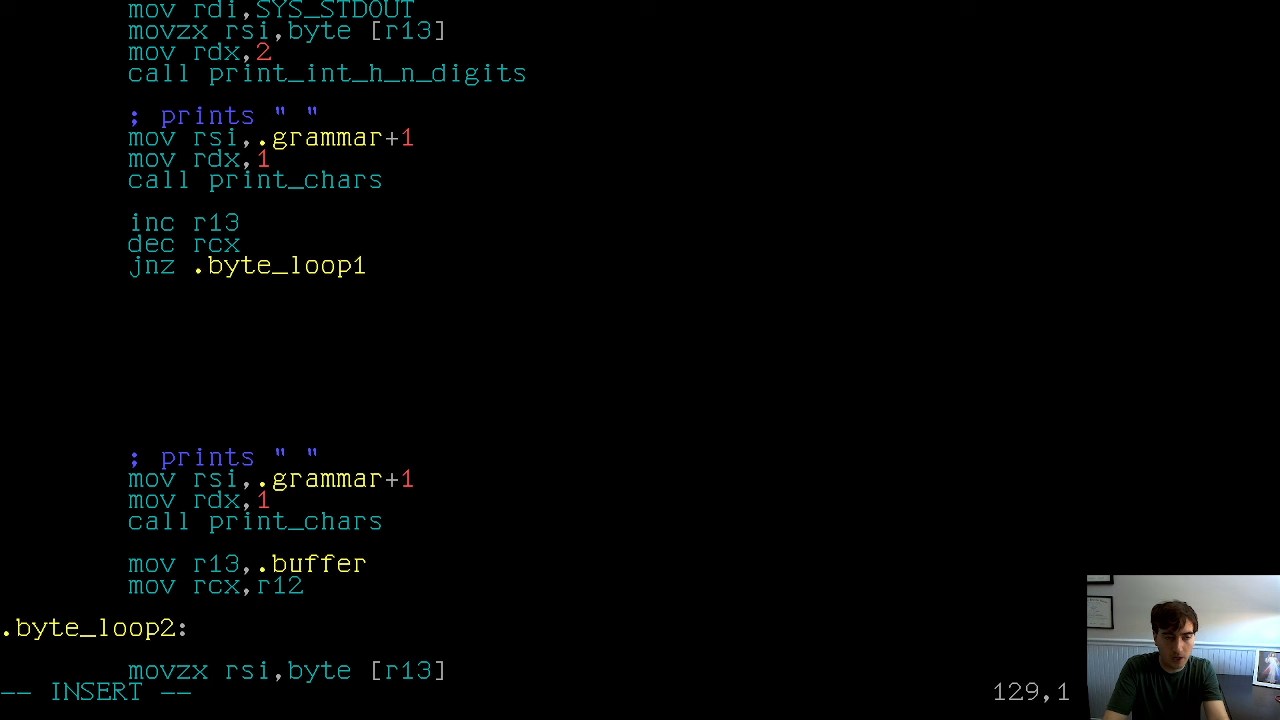 mov rdi,SYS_STDOUT
movzx rsi,byte [r13]
mov rdx,2
call print_int_h_n_digits
; prints " "
mov rsi,.grammar+1
mov rdx,1
call print_chars
inc r13
dec rcx
jnz .byte_loop1
; prints " "
mov rsi,.grammar+1
mov rdx,1
call print_chars
mov r13,.buffer
mov rcx,r12
.byte_loop2:
movzx rsi,byte [r13]
-- INSERT --
129,1